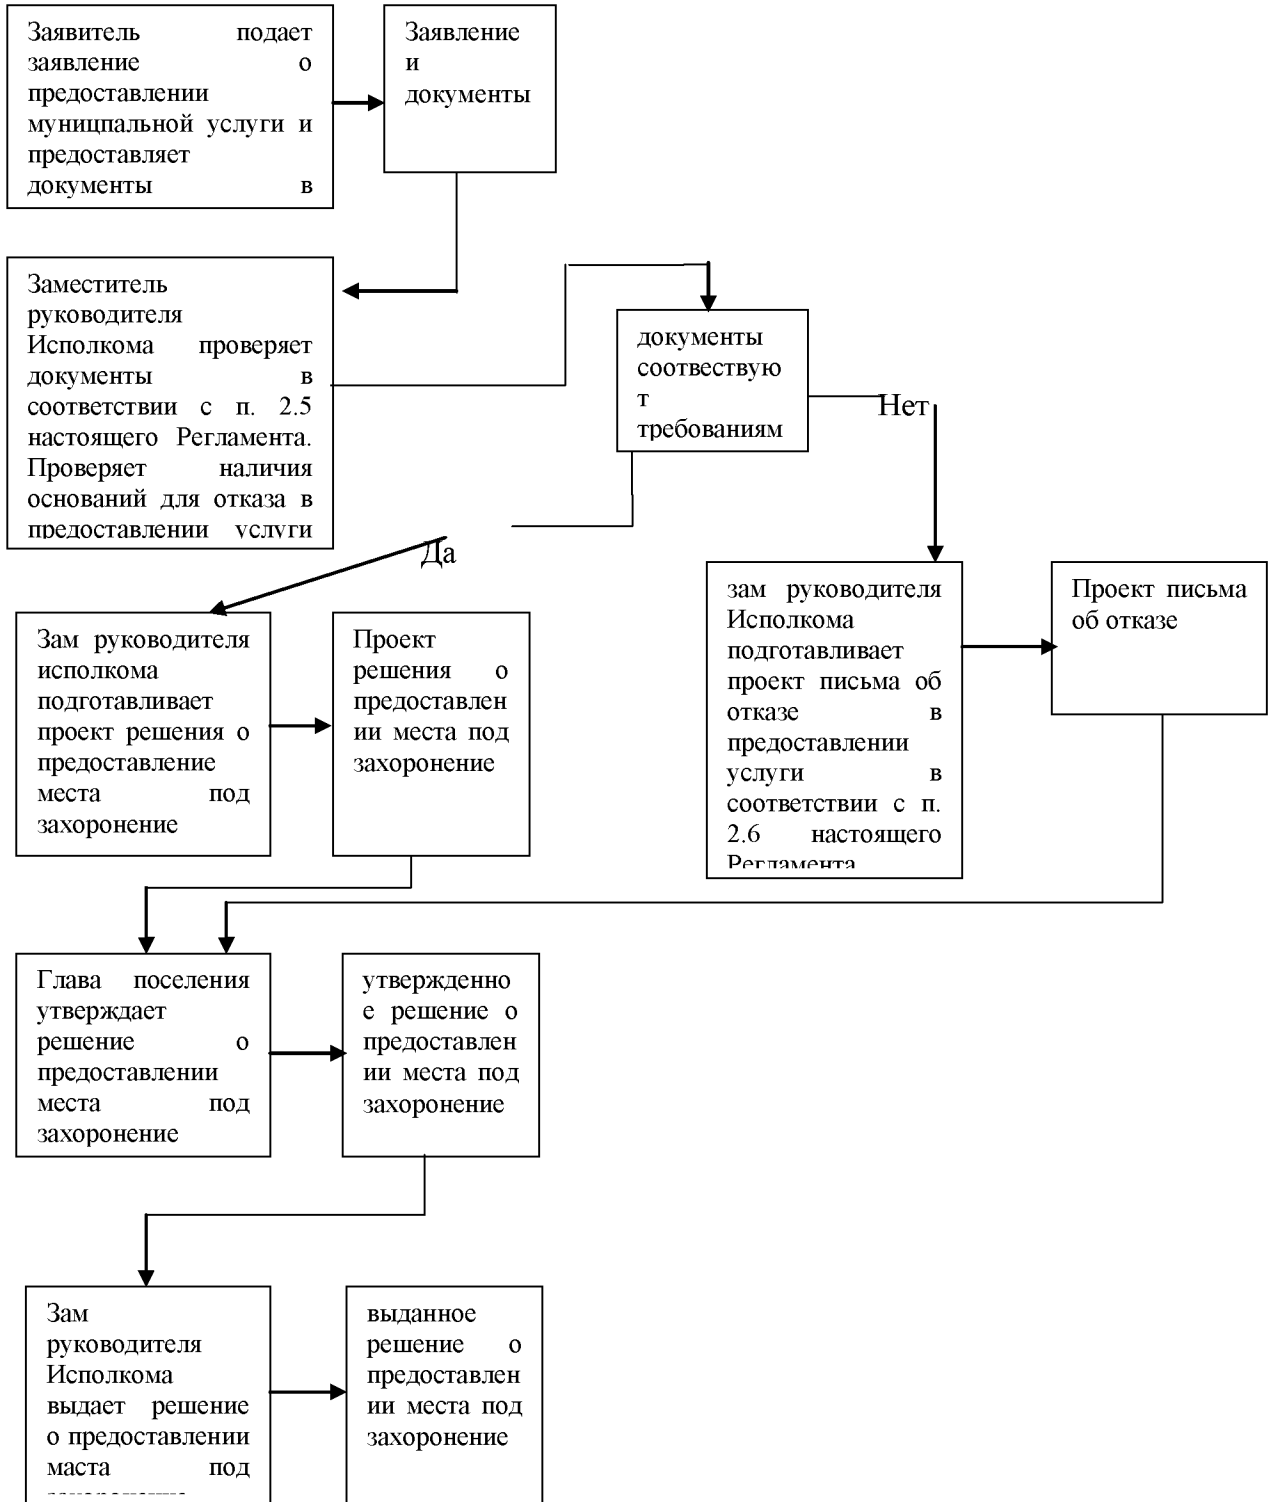 Заявитель подает
заявление о
предоставлении
муниципальной услуги и
предоставляет
документы в
Заявление
и
документы
Заместитель
руководителя
Исполкома проверяет
документы в
соответствии с п. 2.5
настоящего Регламента.
Проверяет наличия
оснований для отказа в
предоставлении услуги
документы
соотвествую
т
требованиям
Нет
Да
зам руководителя
Исполкома
подготавливает
проект письма об
отказе в
предоставлении
услуги в
соответствии с п.
2.6 настоящего
Регламента
Проект письма
об отказе
Зам руководителя
исполкома
подготавливает
проект решения о
предоставление
места под
захоронение
Проект
решения о
предоставлен
ии места под
захоронение
Глава поселения
утверждает
решение о
предоставлении
места под
захоронение
утвержденно
е решение о
предоставлен
ии места под
захоронение
Зам
руководителя
Исполкома
выдает решение
о предоставлении
маста под
выданное
решение о
предоставлен
ии места под
захоронение